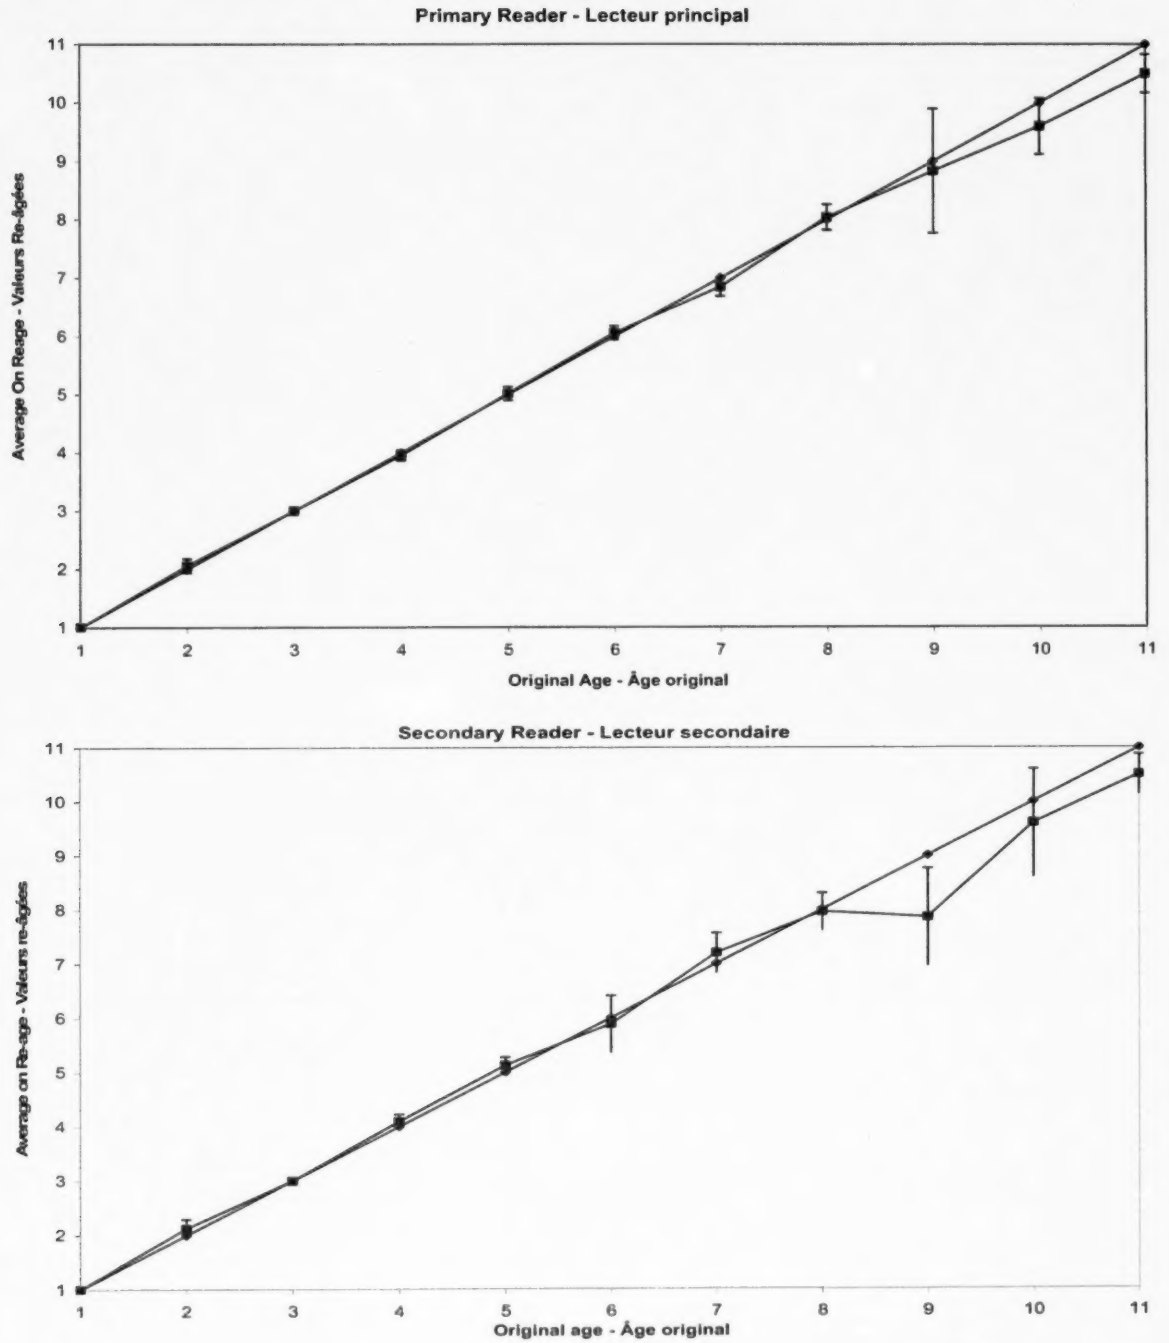 Primary Reader - Lecteur principal
11
10
9
8
7
6
5
4
3
2
1
Average On Reage - Valeurs Re-âgées
1 2 3 4 5 6 7 8 9 10 11
Original Age - Âge original
Secondary Reader - Lecteur secondaire
11
10
9
8
7
6
5
4
3
2
1
Average on Re-age - Valeurs re-âgées
1 2 3 4 5 6 7 8 9 10 11
Original age - Âge original